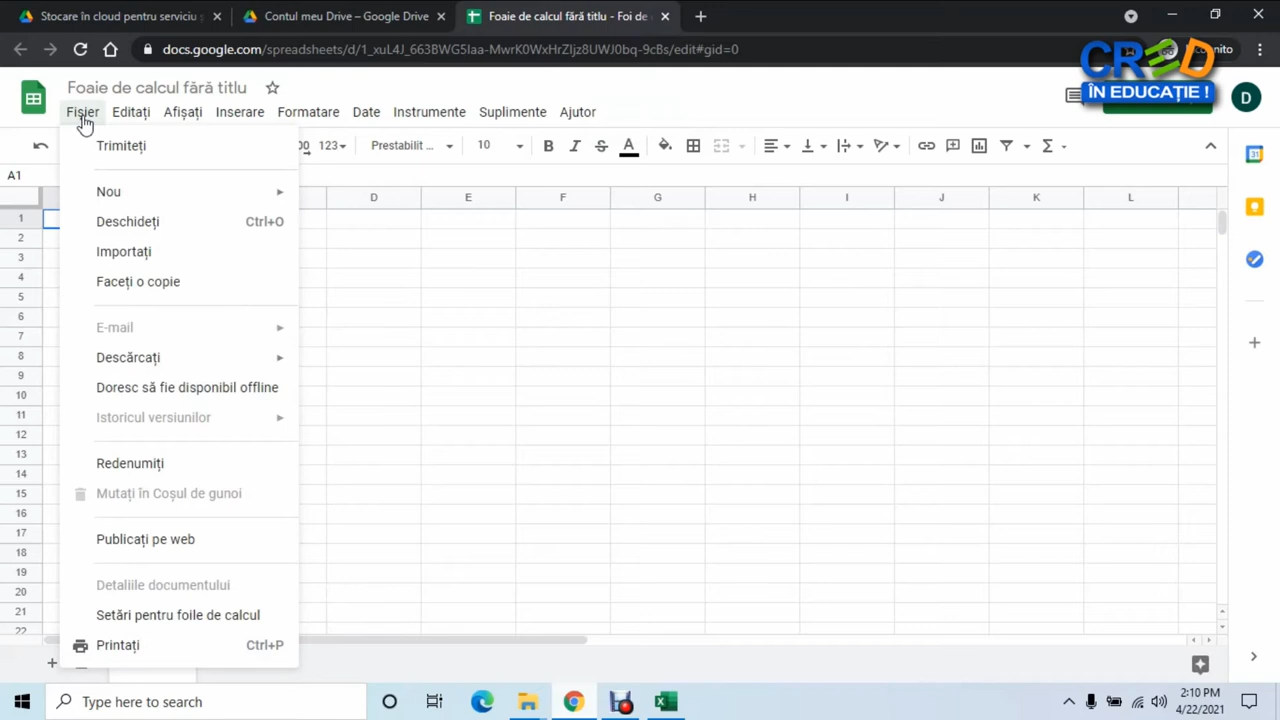 Stocare în cloud pentru serviciu ș
Contul meu Drive – Google Drive
Foaie de calcul fără titlu - Foi de
docs.google.com/spreadsheets/d/1_xuL4J_663BWG5Iaa-MwrK0WxHrZIjz8UWJ0bq-9cBs/edit#gid=0
CRED
ÎN EDUCAȚIE !
Foaie de calcul fără titlu
D
Fișier Editați Afișați Inserare Formatare Date Instrumente Suplimente Ajutor
00 123 Prestabilit ... 10 B I S A Σ
A1
D E F G H I J K L
1
2
3
4
5
6
7
8
9
10
11
12
13
14
15
16
17
18
19
20
21
22
Trimiteți
Nou
Deschideți Ctrl+O
Importați
Faceți o copie
E-mail
Descărcați
Doresc să fie disponibil offline
Istoricul versiunilor
Redenumiți
Mutați în Coșul de gunoi
Publicați pe web
Detaliile documentului
Setări pentru foile de calcul
Printați Ctrl+P
31
Type here to search
2:10 PM
4/22/2021